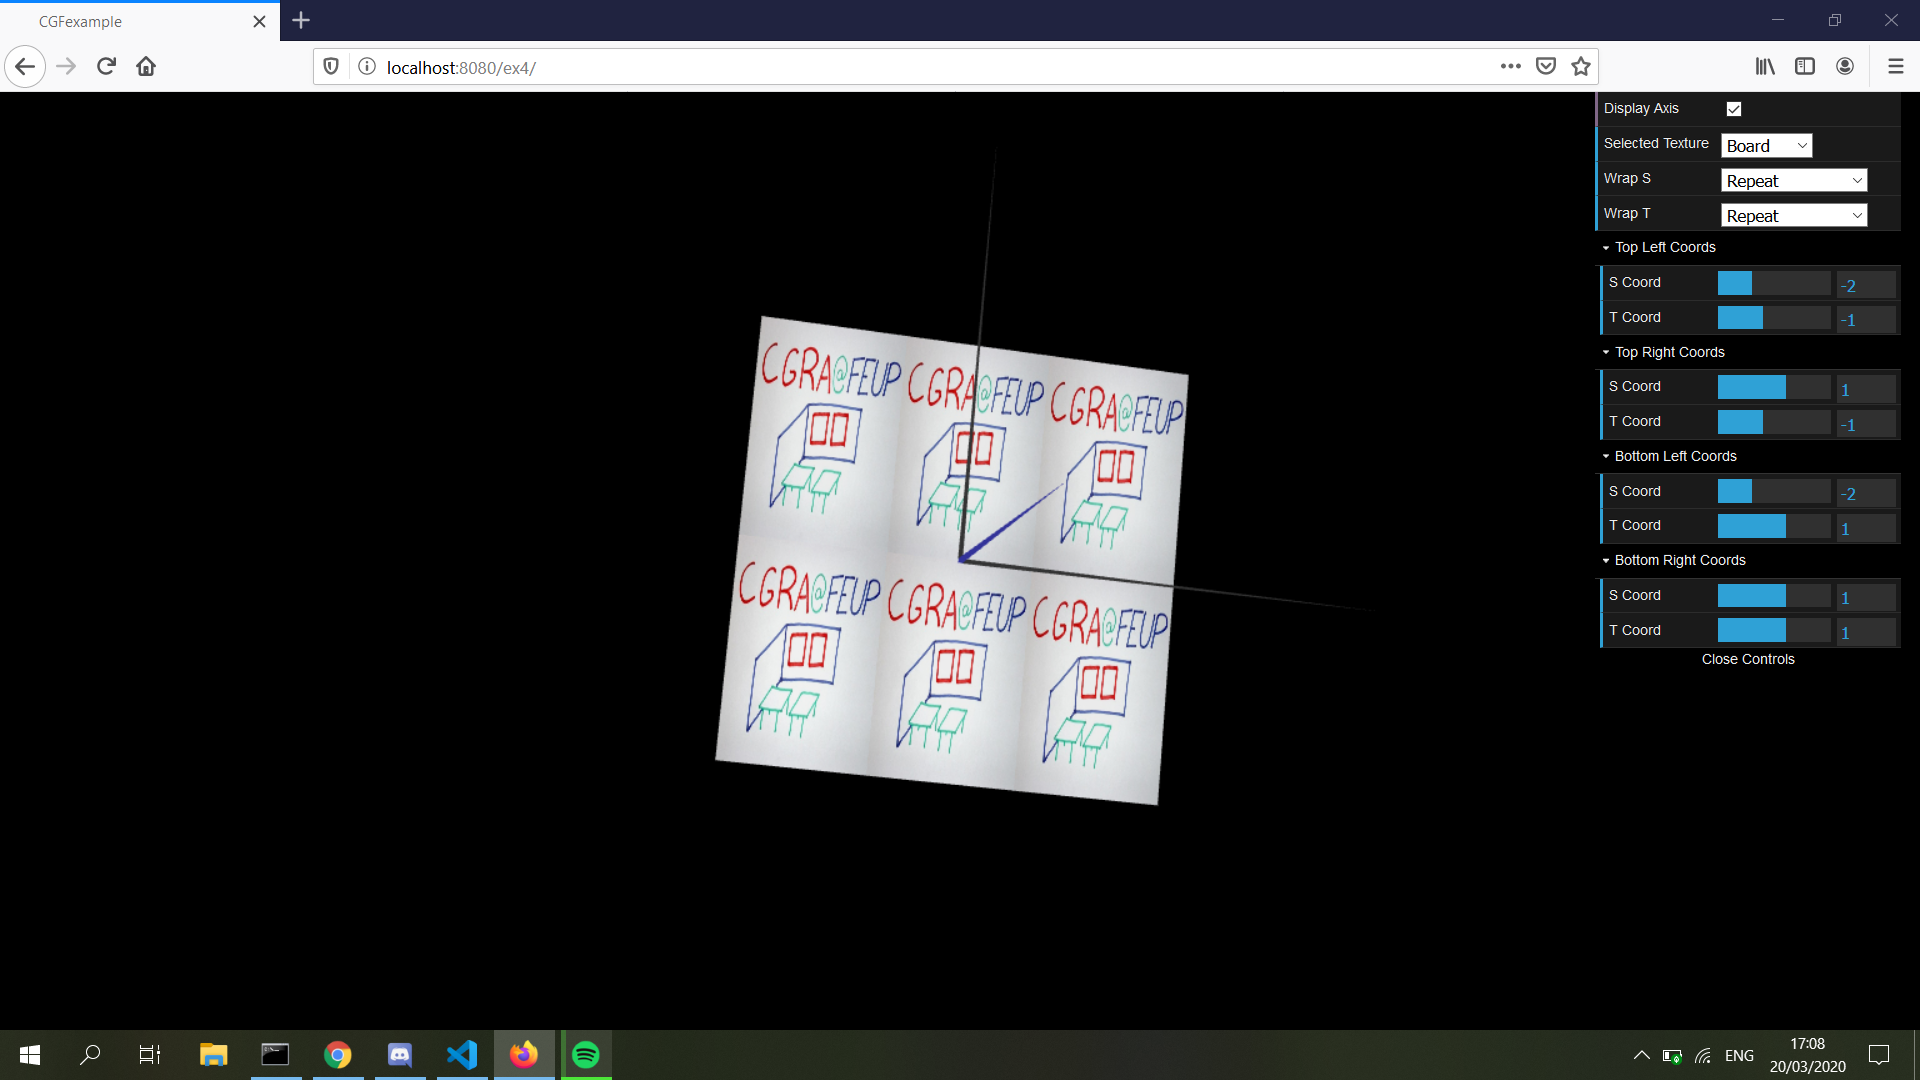 CGFexample
localhost:8080/ex4/
Display Axis
Selected Texture Board
Wrap S Repeat
Wrap T Repeat
Top Left Coords
S Coord -2
T Coord -1
Top Right Coords
S Coord 1
T Coord -1
Bottom Left Coords
S Coord -2
T Coord 1
Bottom Right Coords
S Coord 1
T Coord 1
Close Controls
CGRA@FEUP CGRA@FEUP CGRA@FEUP
CGRA@FEUP CGRA@FEUP CGRA@FEUP
ENG
17:08
20/03/2020